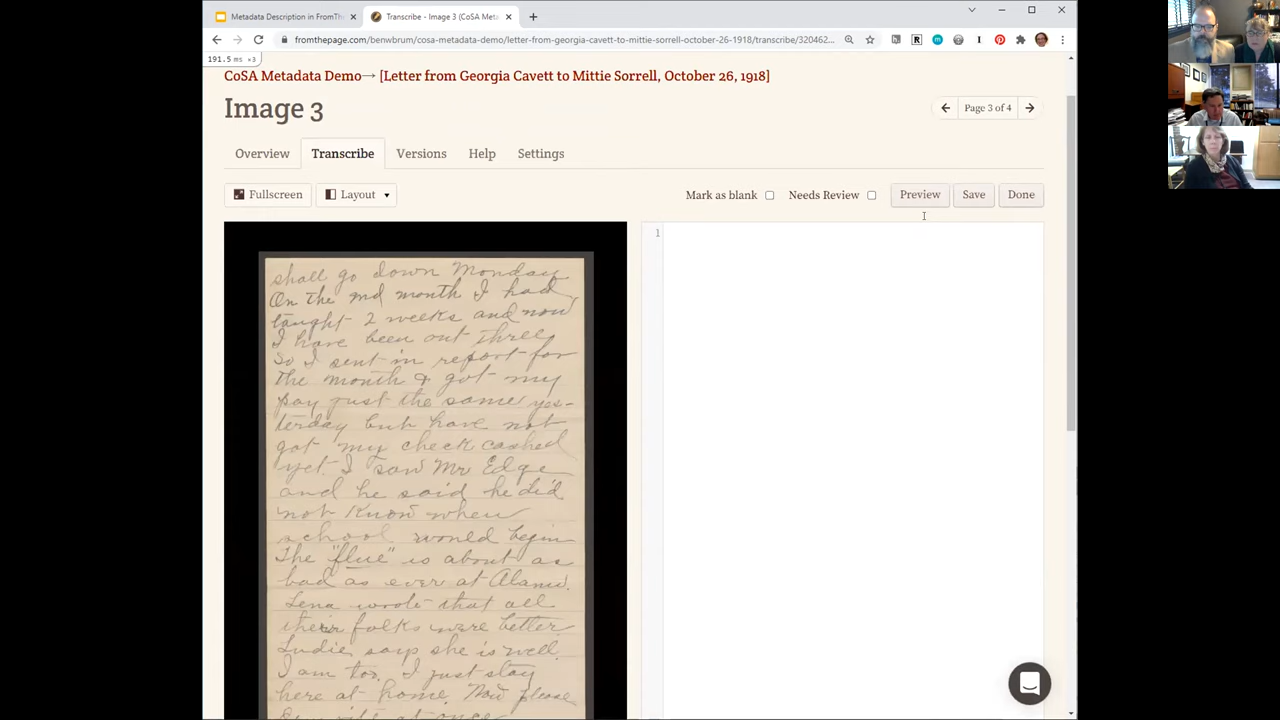 Metadata Description in FromTh
Transcribe - Image 3 (CoSA Meta
fromthepage.com/benwbrum/cosa-metadata-demo/letter-from-georgia-cavett-to-mittie-sorrell-october-26-1918/transcribe/320462...
191.5 ms ×3
CoSA Metadata Demo→ [Letter from Georgia Cavett to Mittie Sorrell, October 26, 1918]
Image 3
Page 3 of 4
Overview Transcribe Versions Help Settings
Fullscreen Layout Mark as blank Needs Review Preview Save Done
1
shall go down Monday
On the 2nd month I had
taught 2 weeks and now
I have been out three
So I sent in report for
the month & got my
pay just the same yes-
terday but have not
got my check cashed
yet. I saw Mr Edge
and he said he did
not know when
school would begin
The "flue" is about as
bad as ever at Alamo.
Lena wrote that all
their folks were better
Ludie says she is well.
I am too. I just stay
here at home. Now please
at once